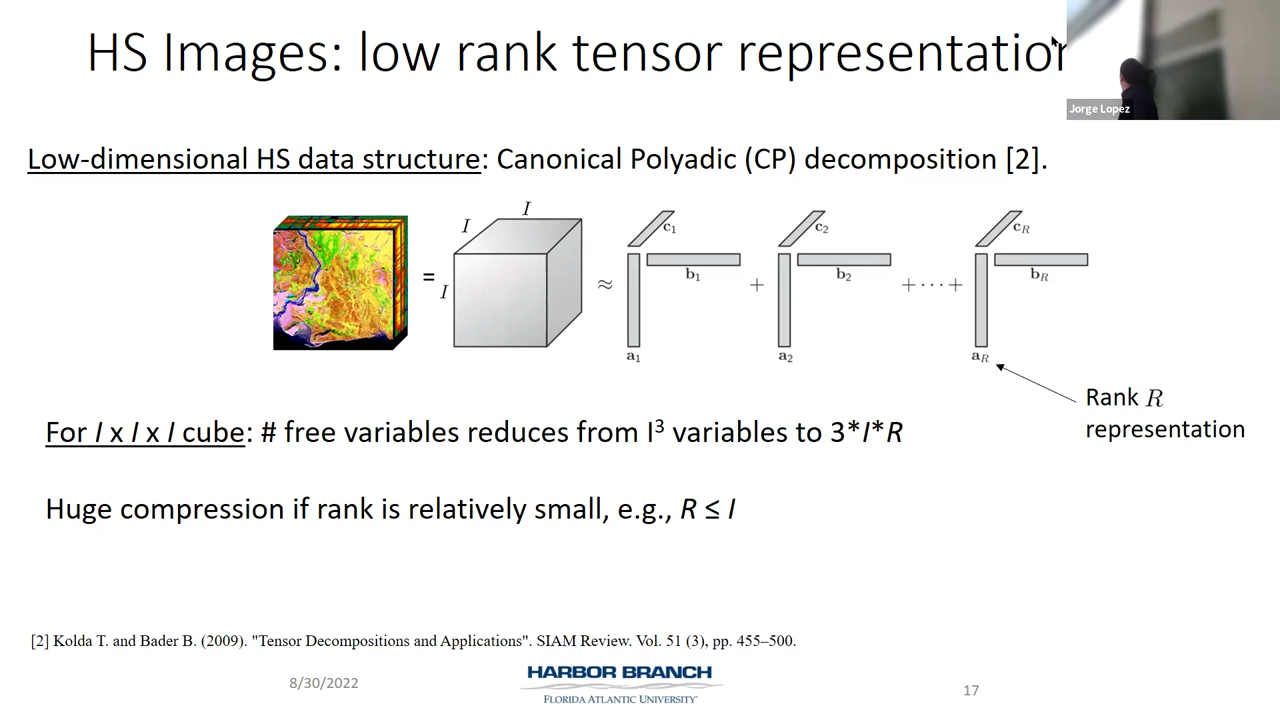 HS Images: low rank tensor representation
Jorge Lopez
Low-dimensional HS data structure: Canonical Polyadic (CP) decomposition [2].
I
I
I
=
≈
c₁
b₁
a₁
+
c₂
b₂
a₂
+ · · · +
c_R
b_R
a_R
Rank R
representation
For I x I x I cube: # free variables reduces from I³ variables to 3*I*R
Huge compression if rank is relatively small, e.g., R ≤ I
[2] Kolda T. and Bader B. (2009). "Tensor Decompositions and Applications". SIAM Review. Vol. 51 (3), pp. 455–500.
8/30/2022
HARBOR BRANCH
FLORIDA ATLANTIC UNIVERSITY
17